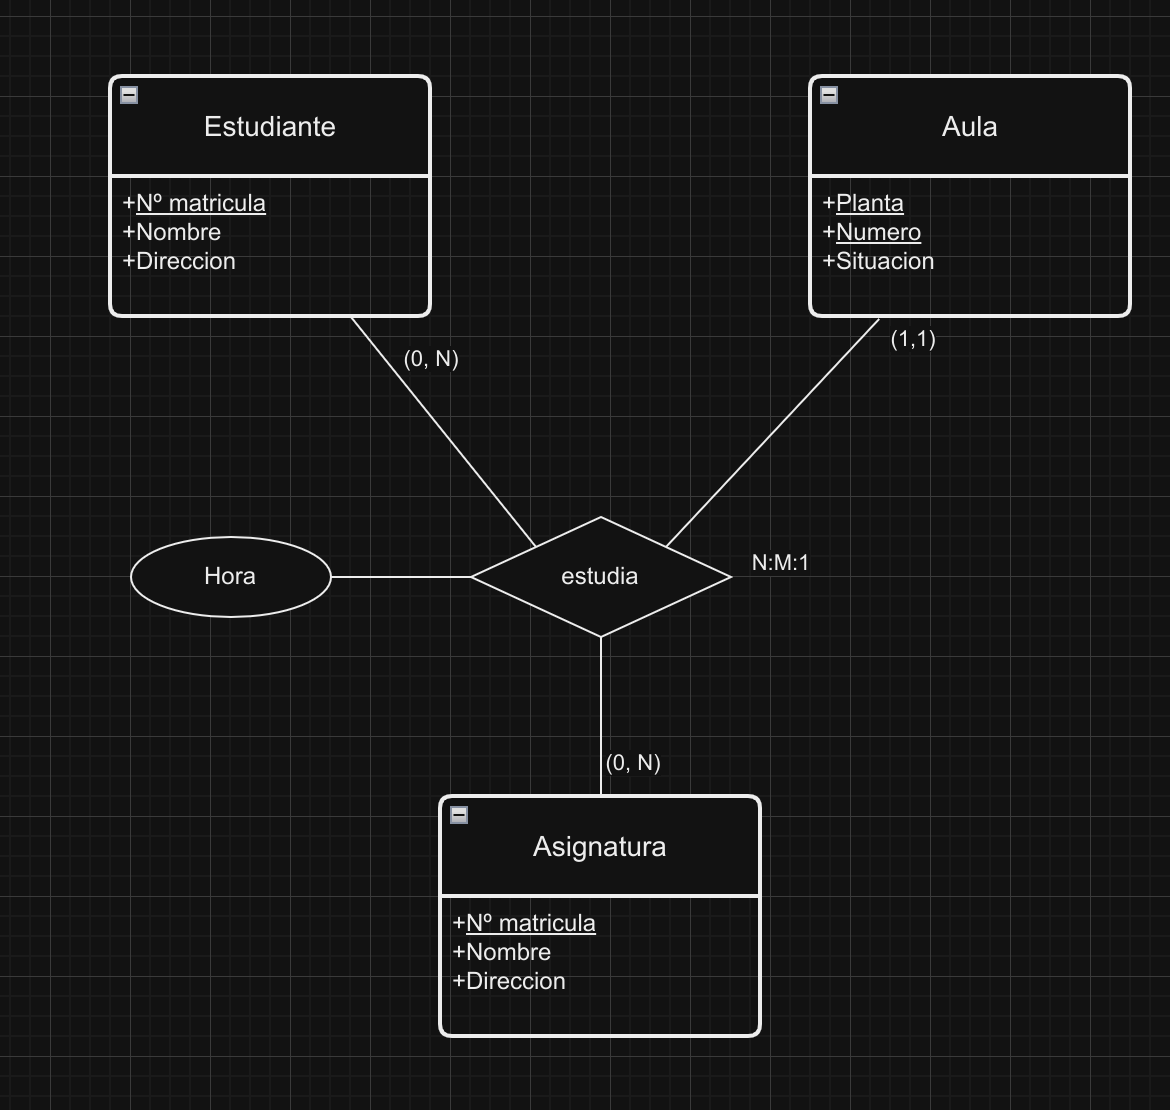 Estudiante
+Nº matricula
+Nombre
+Direccion
Aula
+Planta
+Numero
+Situacion
(0, N)
(1,1)
Hora
estudia
N:M:1
(0, N)
Asignatura
+Nº matricula
+Nombre
+Direccion